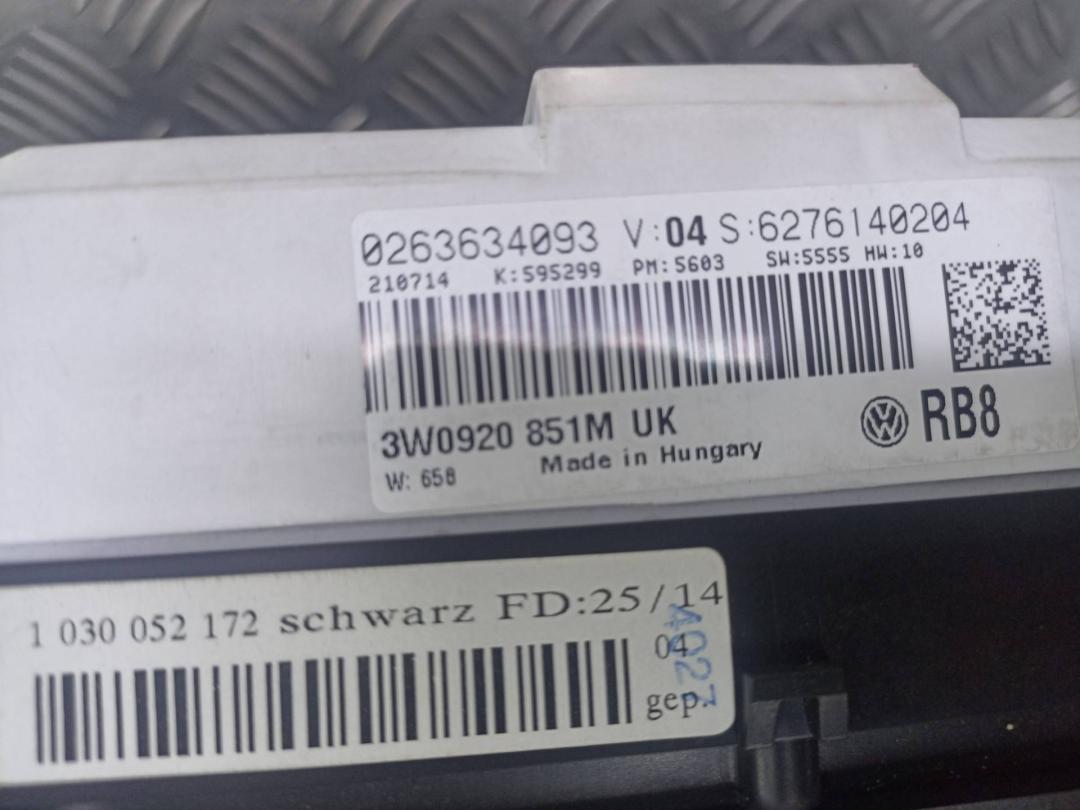 0263634093 V:04 S:6276140204
210714 K:595299 PM:5603 SW:5555 HW:10
3W0920 851M UK RB8
W: 658 Made in Hungary
1 030 052 172 schwarz FD:25/14
04
gep.
4027